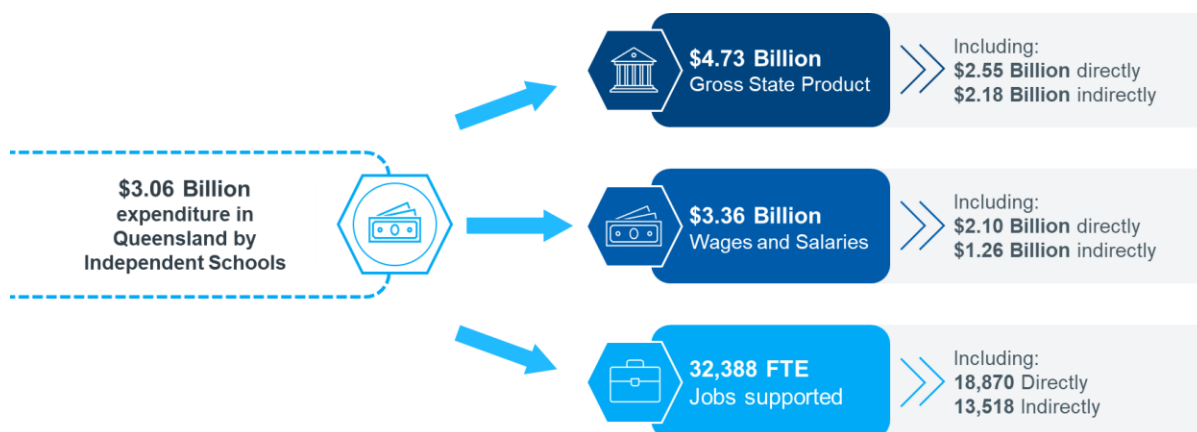 $3.06 Billion
expenditure in
Queensland by
Independent Schools
$4.73 Billion
Gross State Product
Including:
$2.55 Billion directly
$2.18 Billion indirectly
$3.36 Billion
Wages and Salaries
Including:
$2.10 Billion directly
$1.26 Billion indirectly
32,388 FTE
Jobs supported
Including:
18,870 Directly
13,518 Indirectly